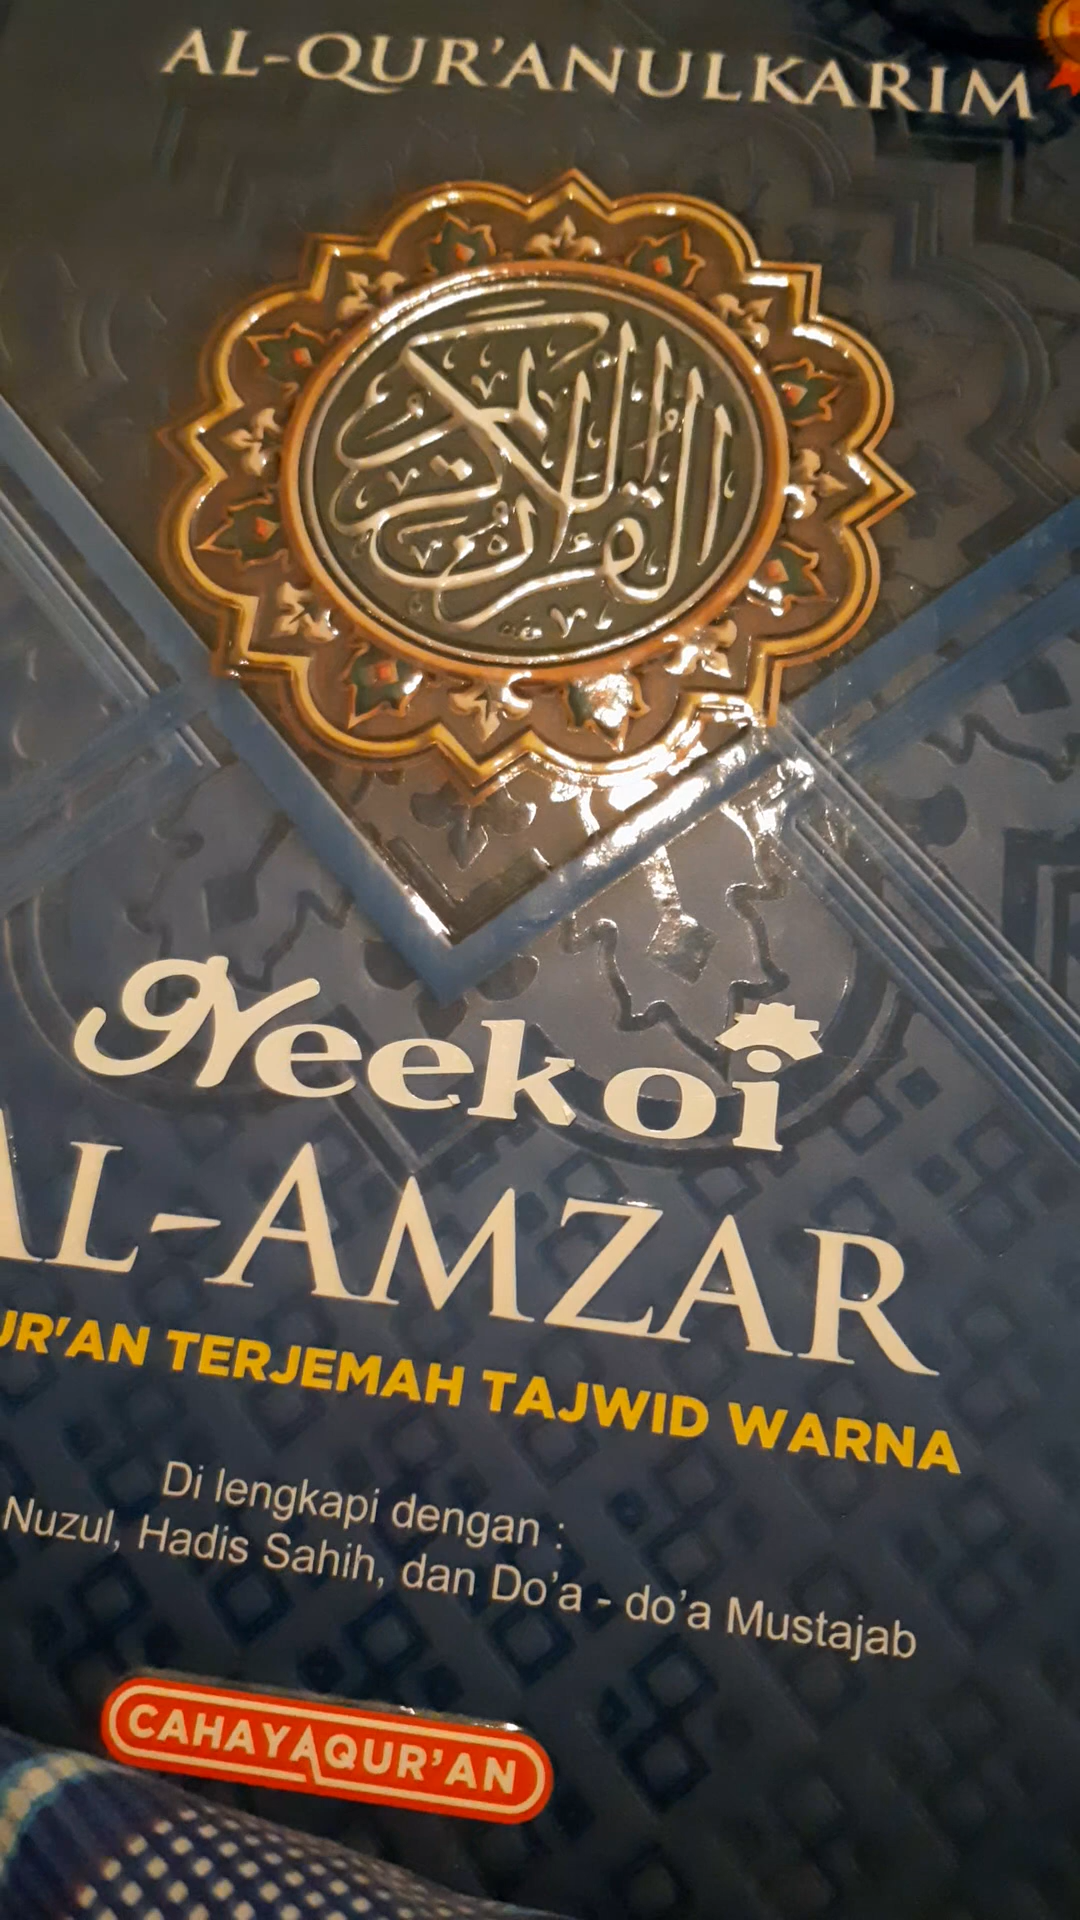 AL-QUR'ANULKARIM
القرآن الكريم
Neekoi
AL-AMZAR
UR'AN TERJEMAH TAJWID WARNA
Di lengkapi dengan :
Nuzul, Hadis Sahih, dan Do'a - do'a Mustajab
CAHAYAQUR'AN